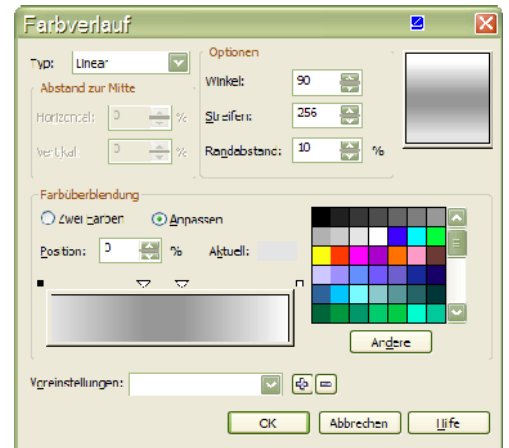 Farbverlauf
Typ: Linear
Optionen
Winkel: 90
Abstand zur Mitte
Horizontal: 0 %
Streifen: 256
Vertikal: 0 %
Randabstand: 10 %
Farbüberblendung
Zwei Farben Anpassen
Position: 0 % Aktuell:
Andere
Voreinstellungen:
OK Abbrechen Hilfe